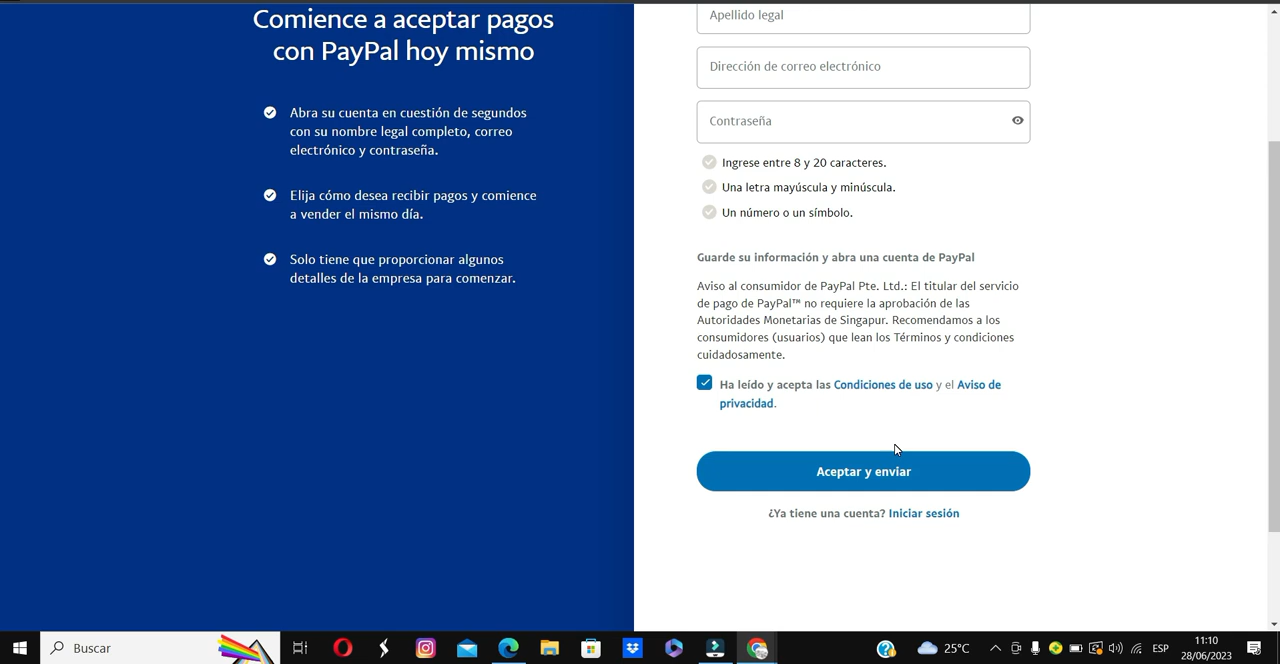 Comience a aceptar pagos
con PayPal hoy mismo
Abra su cuenta en cuestión de segundos
con su nombre legal completo, correo
electrónico y contraseña.
Elija cómo desea recibir pagos y comience
a vender el mismo día.
Solo tiene que proporcionar algunos
detalles de la empresa para comenzar.
Apellido legal
Dirección de correo electrónico
Contraseña
Ingrese entre 8 y 20 caracteres.
Una letra mayúscula y minúscula.
Un número o un símbolo.
Guarde su información y abra una cuenta de PayPal
Aviso al consumidor de PayPal Pte. Ltd.: El titular del servicio
de pago de PayPal™ no requiere la aprobación de las
Autoridades Monetarias de Singapur. Recomendamos a los
consumidores (usuarios) que lean los Términos y condiciones
cuidadosamente.
Ha leído y acepta las Condiciones de uso y el Aviso de
privacidad.
Aceptar y enviar
¿Ya tiene una cuenta? Iniciar sesión
Buscar
25°C
ESP
11:10
28/06/2023